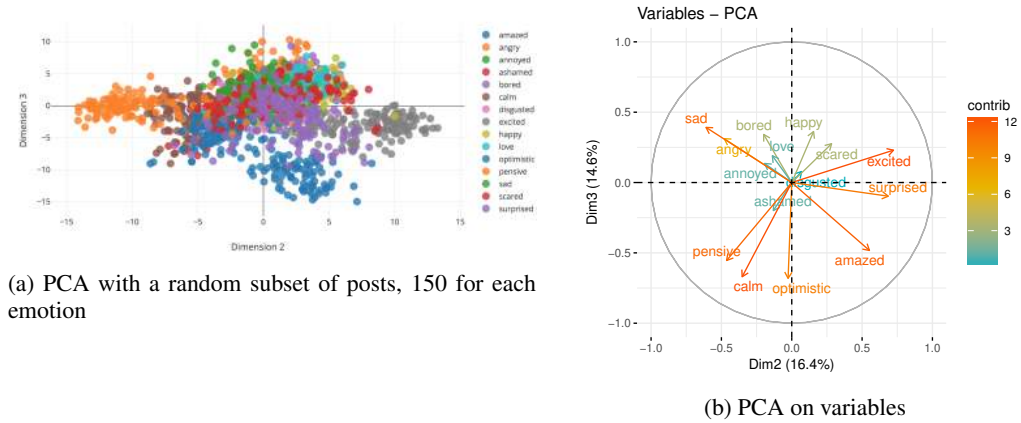 10
5
0
−5
−10
−15
Dimension 3
−15
−10
−5
0
5
10
15
Dimension 2
amazed
angry
annoyed
ashamed
bored
calm
disgusted
excited
happy
love
optimistic
pensive
sad
scared
surprised
(a) PCA with a random subset of posts, 150 for each
emotion
Variables − PCA
1.0
0.5
0.0
−0.5
−1.0
Dim3 (14.6%)
sad
bored
happy
angry
love
scared
excited
annoyed
disgusted
surprised
ashamed
pensive
amazed
calm
optimistic
−1.0
−0.5
0.0
0.5
1.0
Dim2 (16.4%)
contrib
12
9
6
3
(b) PCA on variables